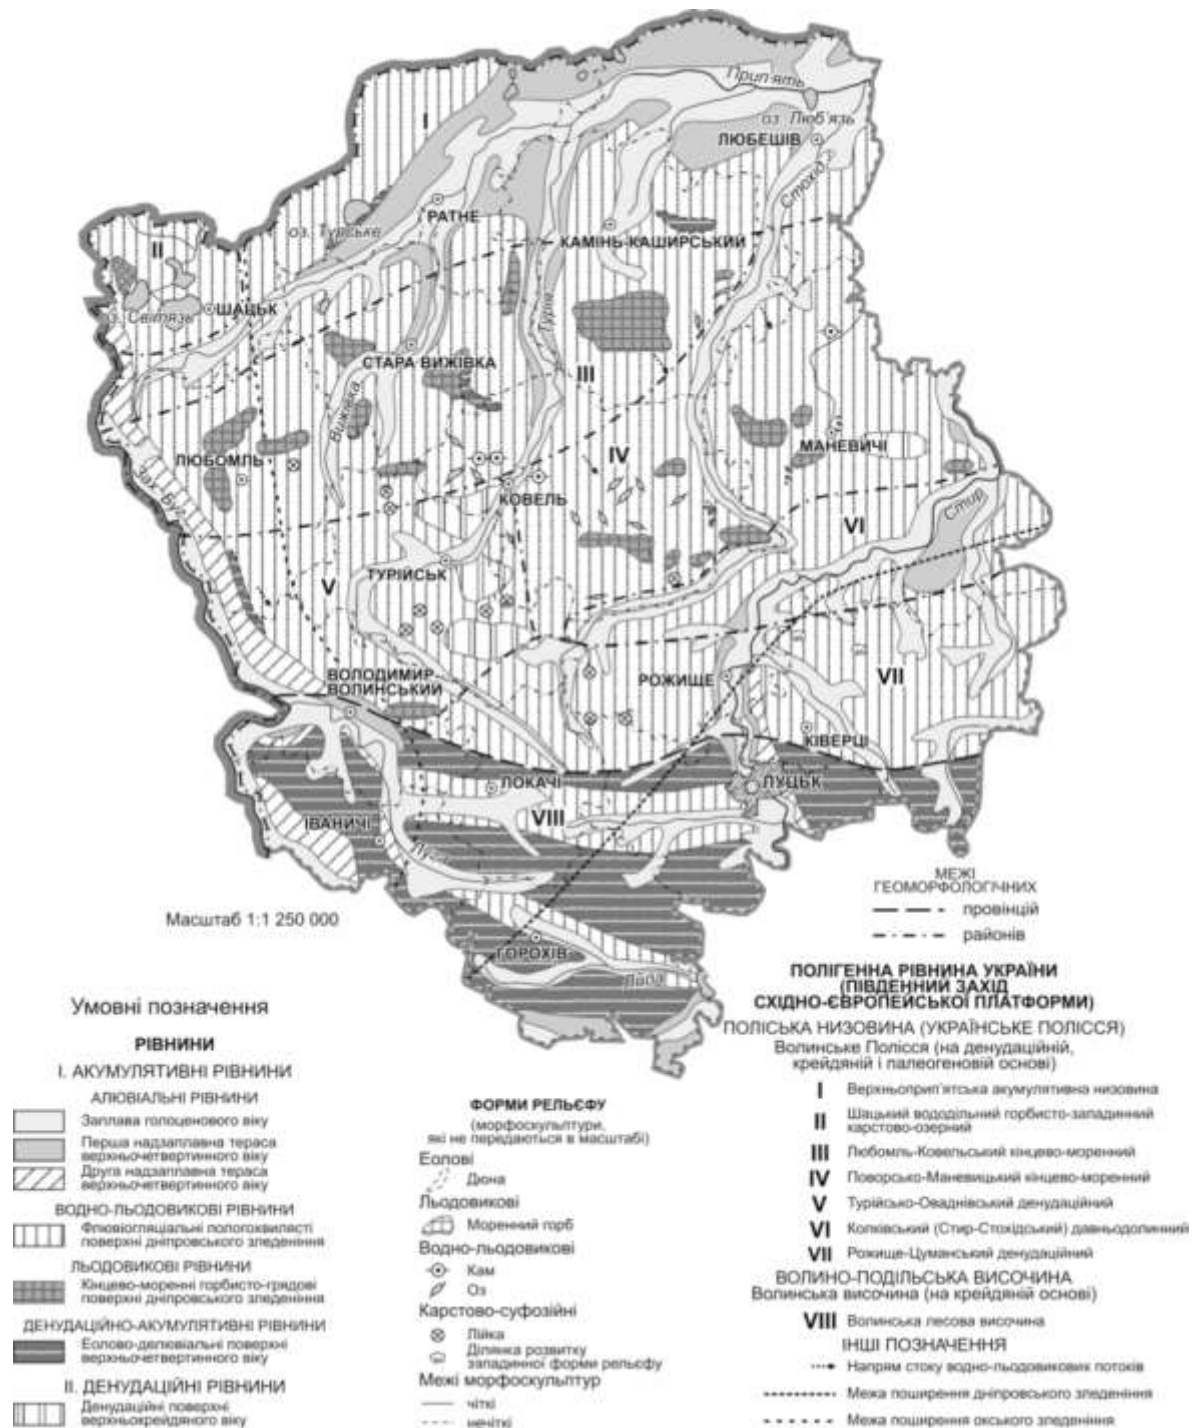 Прип'ять
оз. Люб'язь
ЛЮБЕШІВ
Стохід
I
РАТНЕ
оз. Турське
КАМІНЬ-КАШИРСЬКИЙ
II
ШАЦЬК
оз. Світязь
Турія
СТАРА ВИЖІВКА
III
Вижівка
МАНЕВИЧІ
ЛЮБОМЛЬ
IV
Зах. Буг
КОВЕЛЬ
Стир
VI
ТУРІЙСЬК
V
ВОЛОДИМИР-
ВОЛИНСЬКИЙ
РОЖИЩЕ
VII
КІВЕРЦІ
ЛОКАЧІ
ЛУЦЬК
VIII
ІВАНИЧІ
Луга
ГОРОХІВ
Липа
Масштаб 1:1 250 000
МЕЖІ
ГЕОМОРФОЛОГІЧНИХ
провінцій
районів
Умовні позначення
РІВНИНИ
І. АКУМУЛЯТИВНІ РІВНИНИ
АЛЮВІАЛЬНІ РІВНИНИ
Заплава голоценового віку
Перша надзаплавна тераса
верхньочетвертинного віку
Друга надзаплавна тераса
верхньочетвертинного віку
ВОДНО-ЛЬОДОВИКОВІ РІВНИНИ
Флювіогляціальні пологохвилясті
поверхні дніпровського зледеніння
ЛЬОДОВИКОВІ РІВНИНИ
Кінцево-моренні горбисто-грядові
поверхні дніпровського зледеніння
ДЕНУДАЦІЙНО-АКУМУЛЯТИВНІ РІВНИНИ
Еолово-делювіальні поверхні
верхньочетвертинного віку
ІІ. ДЕНУДАЦІЙНІ РІВНИНИ
Денудаційні поверхні
верхньокрейдяного віку
ФОРМИ РЕЛЬЄФУ
(морфоскульптури,
які не передаються в масштабі)
Еолові
Дюна
Льодовикові
Моренний горб
Водно-льодовикові
Кам
Оз
Карстово-суфозійні
Лійка
Ділянка розвитку
западинної форми рельєфу
Межі морфоскульптур
чіткі
нечіткі
ПОЛІГЕННА РІВНИНА УКРАЇНИ
(ПІВДЕННИЙ ЗАХІД
СХІДНО-ЄВРОПЕЙСЬКОЇ ПЛАТФОРМИ)
ПОЛІСЬКА НИЗОВИНА (УКРАЇНСЬКЕ ПОЛІССЯ)
Волинське Полісся (на денудаційній,
крейдяній і палеогеновій основі)
I Верхньоприп'ятська акумулятивна низовина
II Шацький вододільний горбисто-западинний
карстово-озерний
III Любомль-Ковельський кінцево-моренний
IV Поворсько-Маневицький кінцево-моренний
V Турійсько-Оваднівський денудаційний
VI Колківський (Стир-Стохідський) давньодолинний
VII Рожище-Цуманський денудаційний
ВОЛИНО-ПОДІЛЬСЬКА ВИСОЧИНА
Волинська височина (на крейдяній основі)
VIII Волинська лесова височина
ІНШІ ПОЗНАЧЕННЯ
Напрям стоку водно-льодовикових потоків
Межа поширення дніпровського зледеніння
Межа поширення окського зледеніння